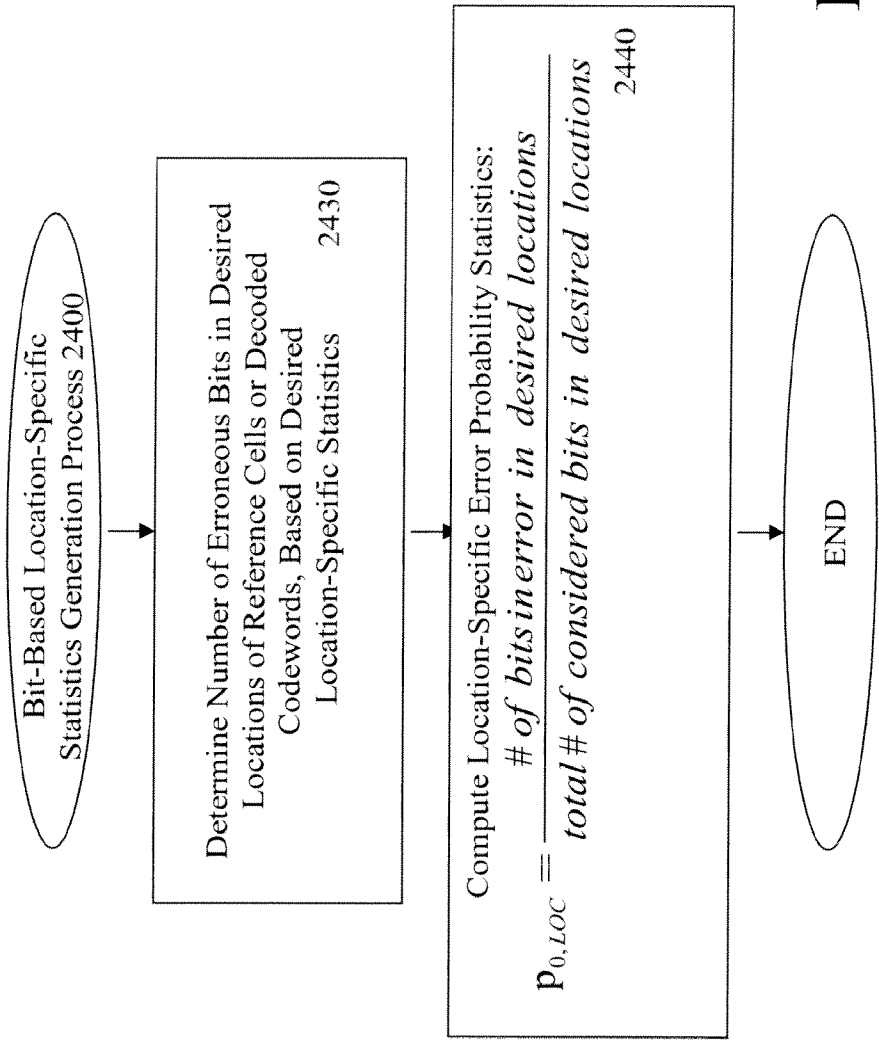 Bit-Based Location-Specific
Statistics Generation Process 2400
Determine Number of Erroneous Bits in Desired
Locations of Reference Cells or Decoded
Codewords, Based on Desired
Location-Specific Statistics 2430
Compute Location-Specific Error Probability Statistics:
p0,LOC = # of bits in error in desired locations
total # of considered bits in desired locations
2440
END